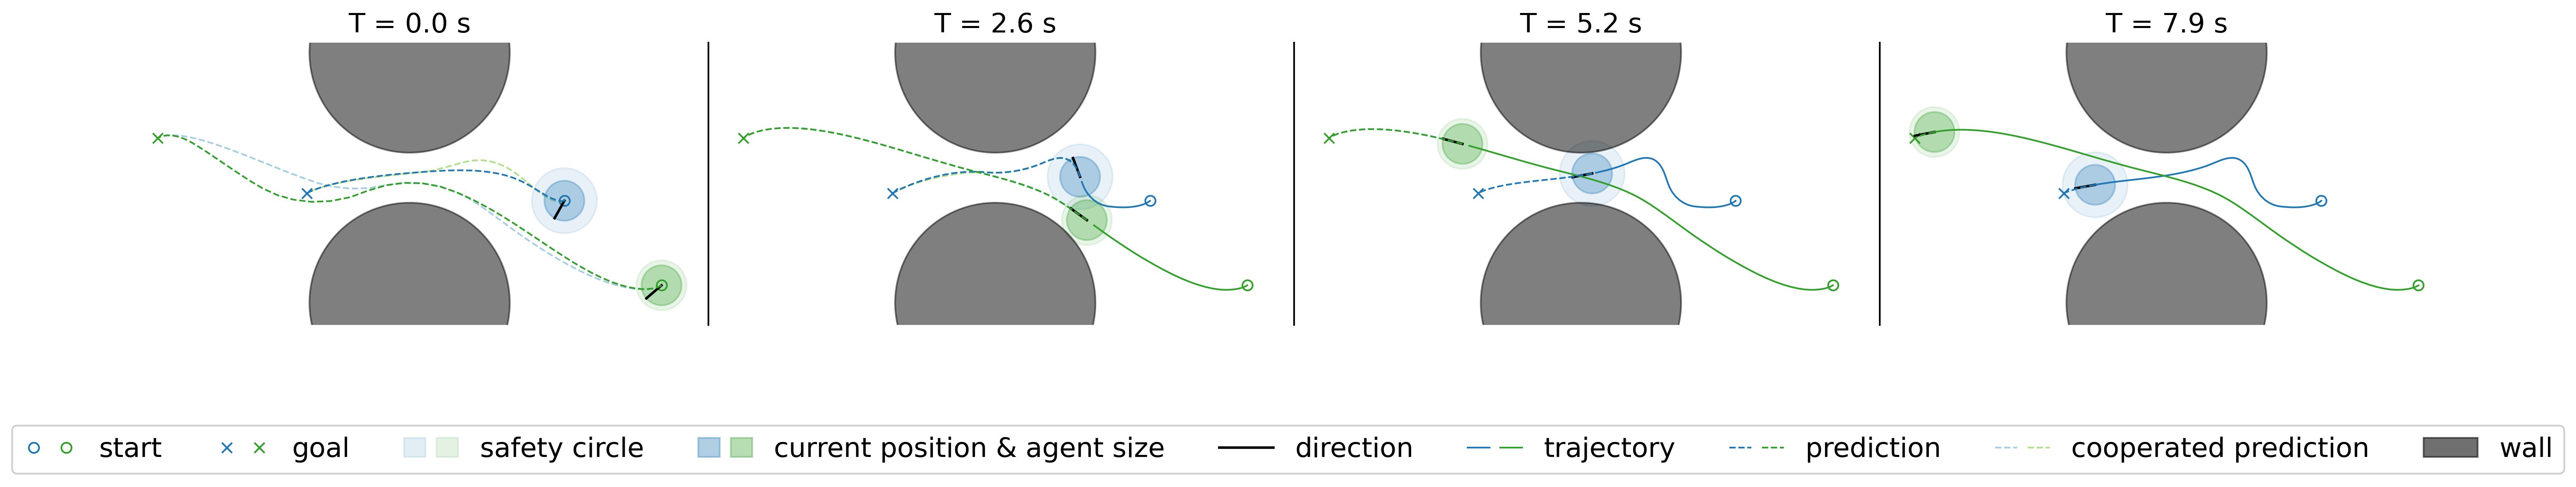 T = 0.0 s
T = 2.6 s
T = 5.2 s
T = 7.9 s
start goal safety circle current position & agent size direction trajectory prediction cooperated prediction wall